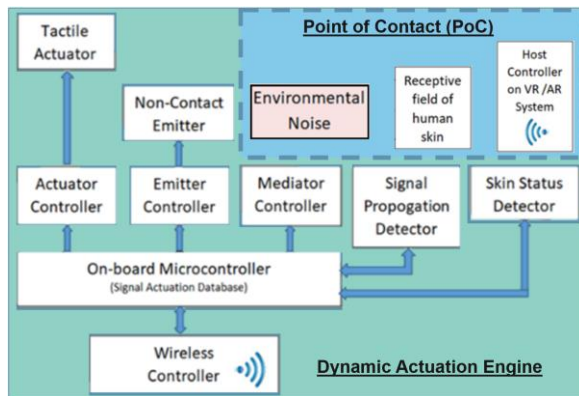 Tactile
Actuator
Point of Contact (PoC)
Non-Contact
Emitter
Environmental
Noise
Receptive
field of
human
skin
Host
Controller
on VR /AR
System
Actuator
Controller
Emitter
Controller
Mediator
Controller
Signal
Propogation
Detector
Skin Status
Detector
On-board Microcontroller
(Signal Actuation Database)
Wireless
Controller
Dynamic Actuation Engine